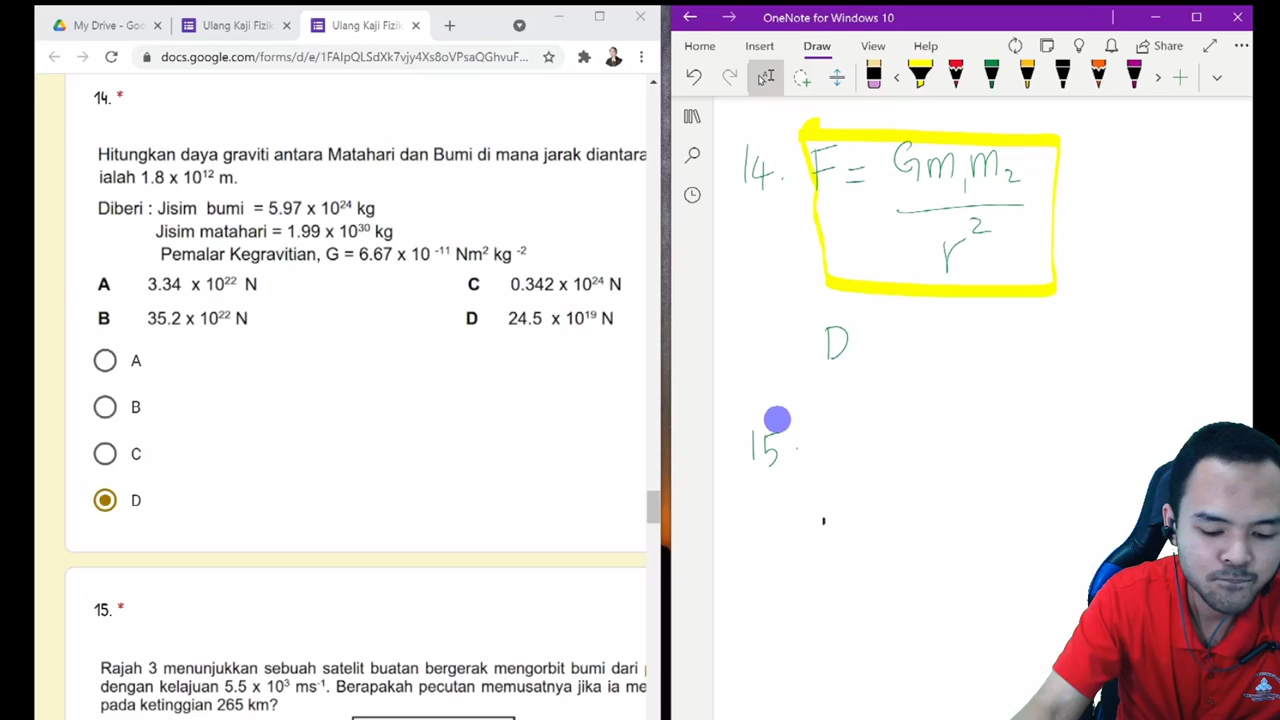 My Drive - Goo
Ulang Kaji Fizik
Ulang Kaji Fizik
docs.google.com/forms/d/e/1FAIpQLSdXk7vjy4Xs8oVPsaQGhvuF...
14. *
Hitungkan daya graviti antara Matahari dan Bumi di mana jarak diantara
ialah 1.8 x 10¹² m.
Diberi : Jisim bumi = 5.97 x 10²⁴ kg
Jisim matahari = 1.99 x 10³⁰ kg
Pemalar Kegravitian, G = 6.67 x 10 ⁻¹¹ Nm² kg ⁻²
A 3.34 x 10²² N C 0.342 x 10²⁴ N
B 35.2 x 10²² N D 24.5 x 10¹⁹ N
A
B
C
D
15. *
Rajah 3 menunjukkan sebuah satelit buatan bergerak mengorbit bumi dari
dengan kelajuan 5.5 x 10³ ms⁻¹. Berapakah pecutan memusatnya jika ia me
pada ketinggian 265 km?
OneNote for Windows 10
Home Insert Draw View Help Share
14. F = Gm₁m₂
r²
D
15.